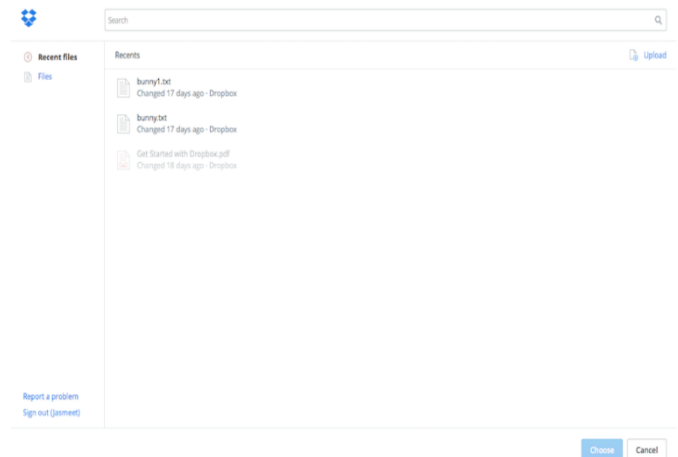 Search
Recent files
Files
Recents
Upload
bunny1.txt
Changed 17 days ago - Dropbox
bunny.txt
Changed 17 days ago - Dropbox
Get Started with Dropbox.pdf
Changed 18 days ago - Dropbox
Report a problem
Sign out (Jasmeet)
Choose
Cancel